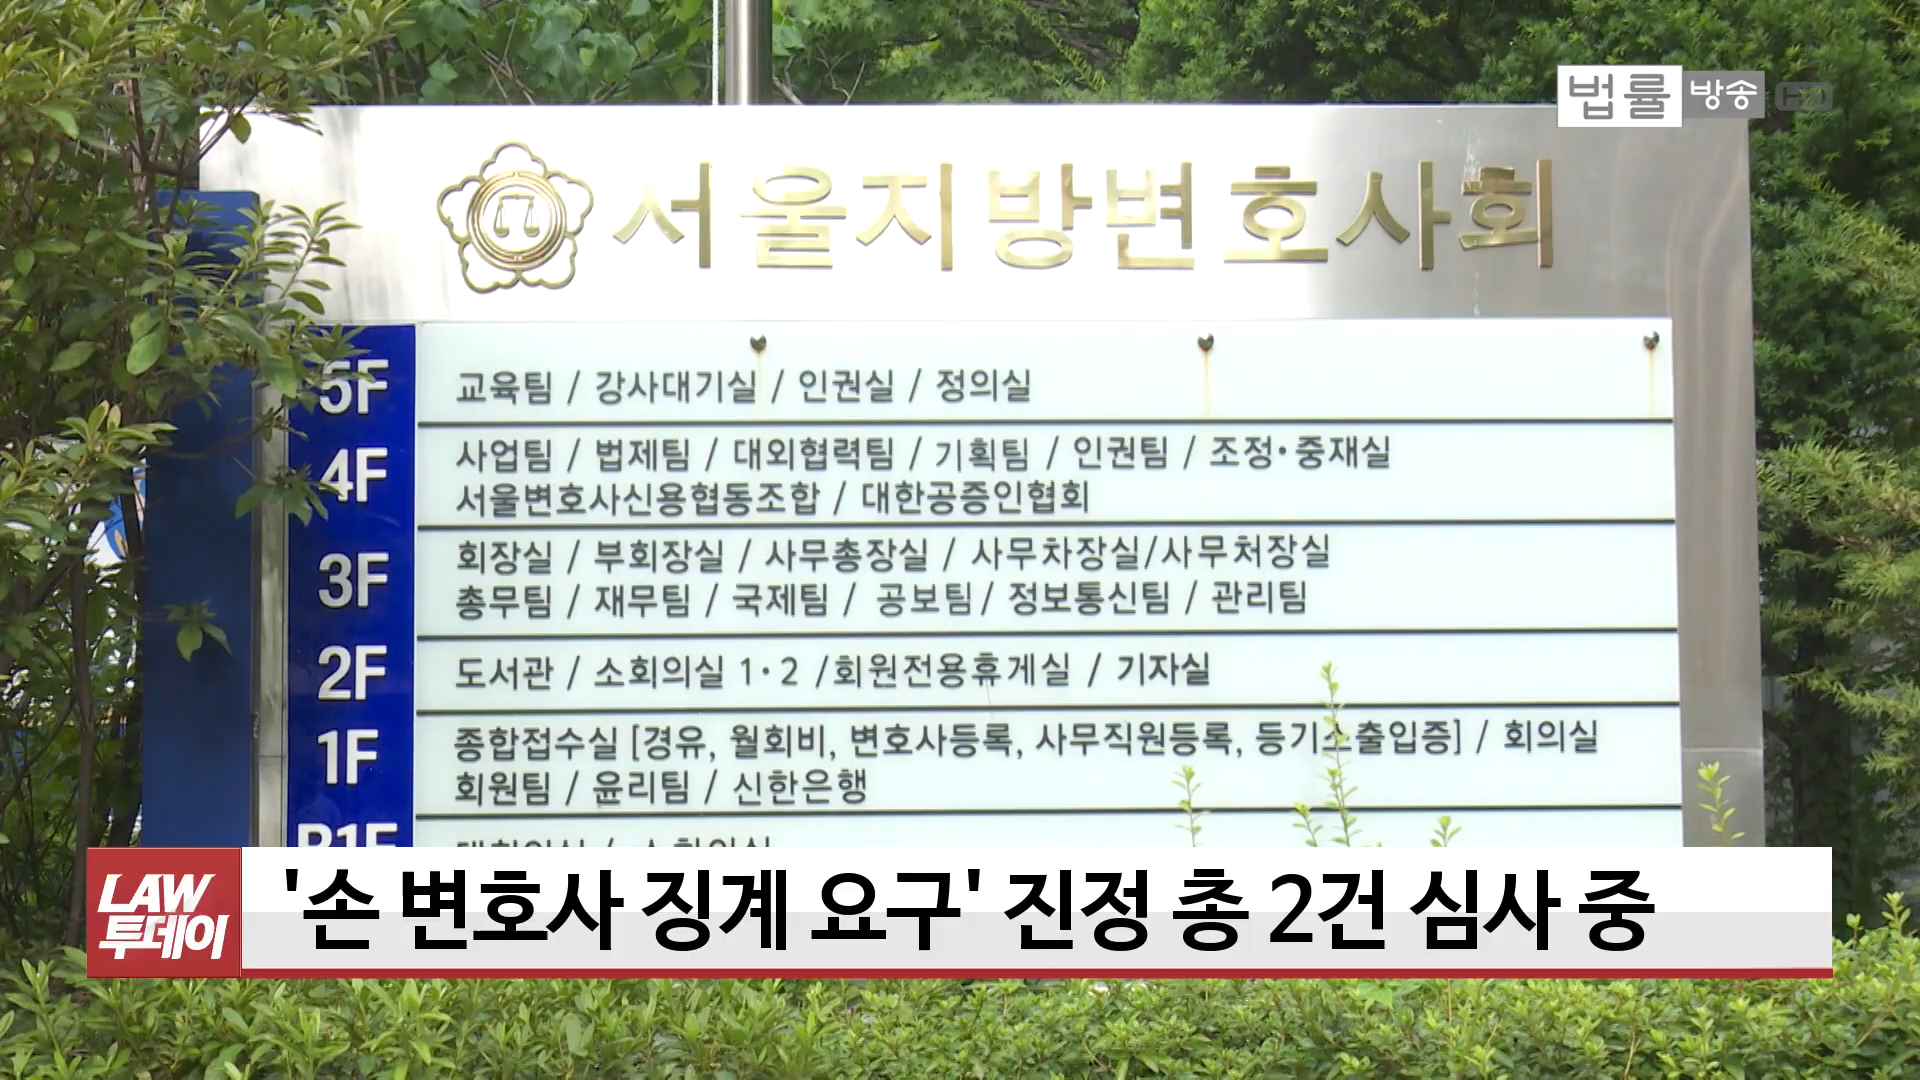 법률 방송 HD
서울지방변호사회
5F 교육팀 / 강사대기실 / 인권실 / 정의실
4F 사업팀 / 법제팀 / 대외협력팀 / 기획팀 / 인권팀 / 조정·중재실
서울변호사신용협동조합 / 대한공증인협회
3F 회장실 / 부회장실 / 사무총장실 / 사무차장실/사무처장실
총무팀 / 재무팀 / 국제팀 / 공보팀 / 정보통신팀 / 관리팀
2F 도서관 / 소회의실 1·2 /회원전용휴게실 / 기자실
1F 종합접수실 [경유, 월회비, 변호사등록, 사무직원등록, 등기소출입증] / 회의실
회원팀 / 윤리팀 / 신한은행
B1F
LAW
투데이
'손 변호사 징계 요구' 진정 총 2건 심사 중